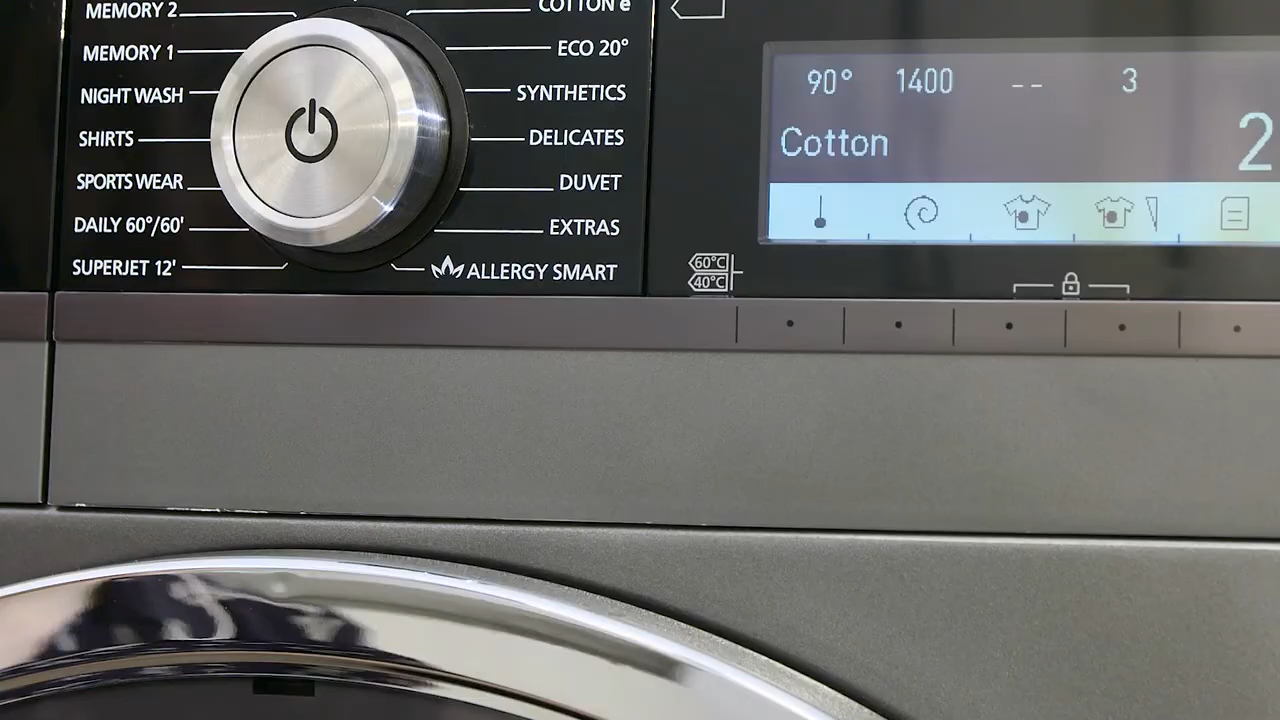 MEMORY 2
MEMORY 1
NIGHT WASH
SHIRTS
SPORTS WEAR
DAILY 60°/60'
SUPERJET 12'
COTTON e
ECO 20°
SYNTHETICS
DELICATES
DUVET
EXTRAS
ALLERGY SMART
90° 1400 -- 3
Cotton 2
60°C
40°C